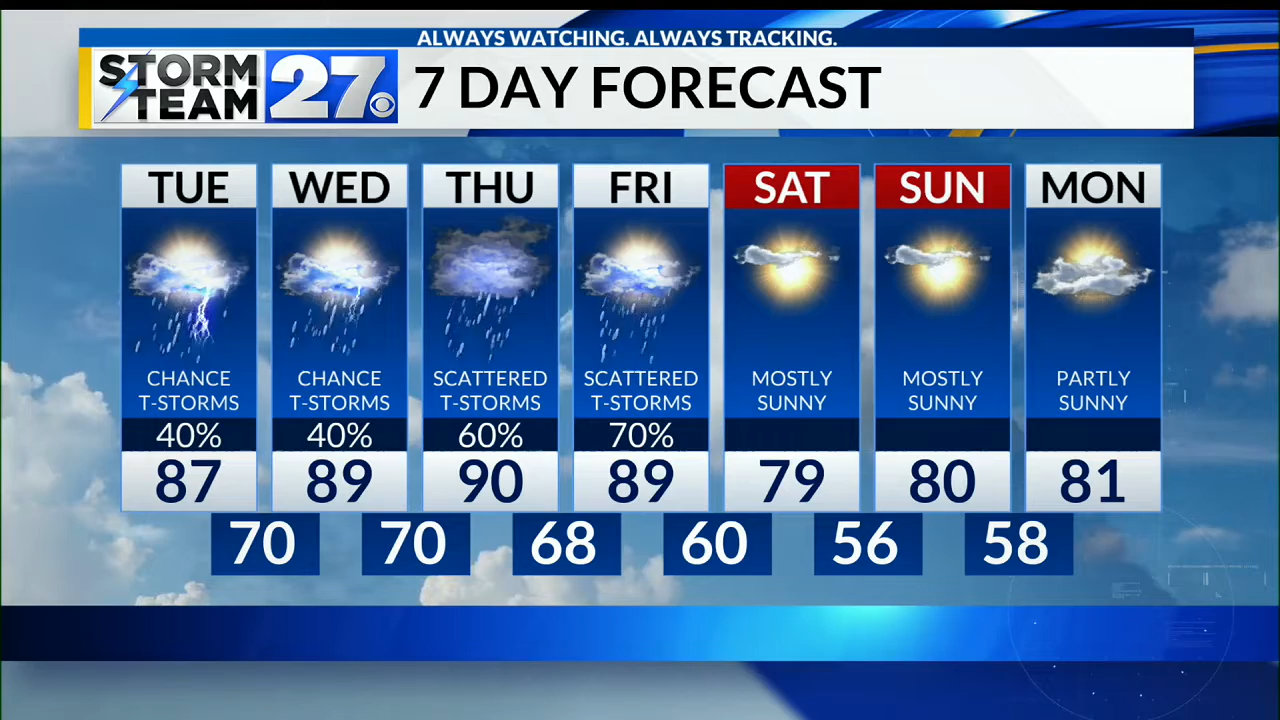 ALWAYS WATCHING. ALWAYS TRACKING.
STORM
TEAM
27
7 DAY FORECAST
TUE WED THU FRI SAT SUN MON
CHANCE CHANCE SCATTERED SCATTERED MOSTLY MOSTLY PARTLY
T-STORMS T-STORMS T-STORMS T-STORMS SUNNY SUNNY SUNNY
40% 40% 60% 70%
87 89 90 89 79 80 81
70 70 68 60 56 58